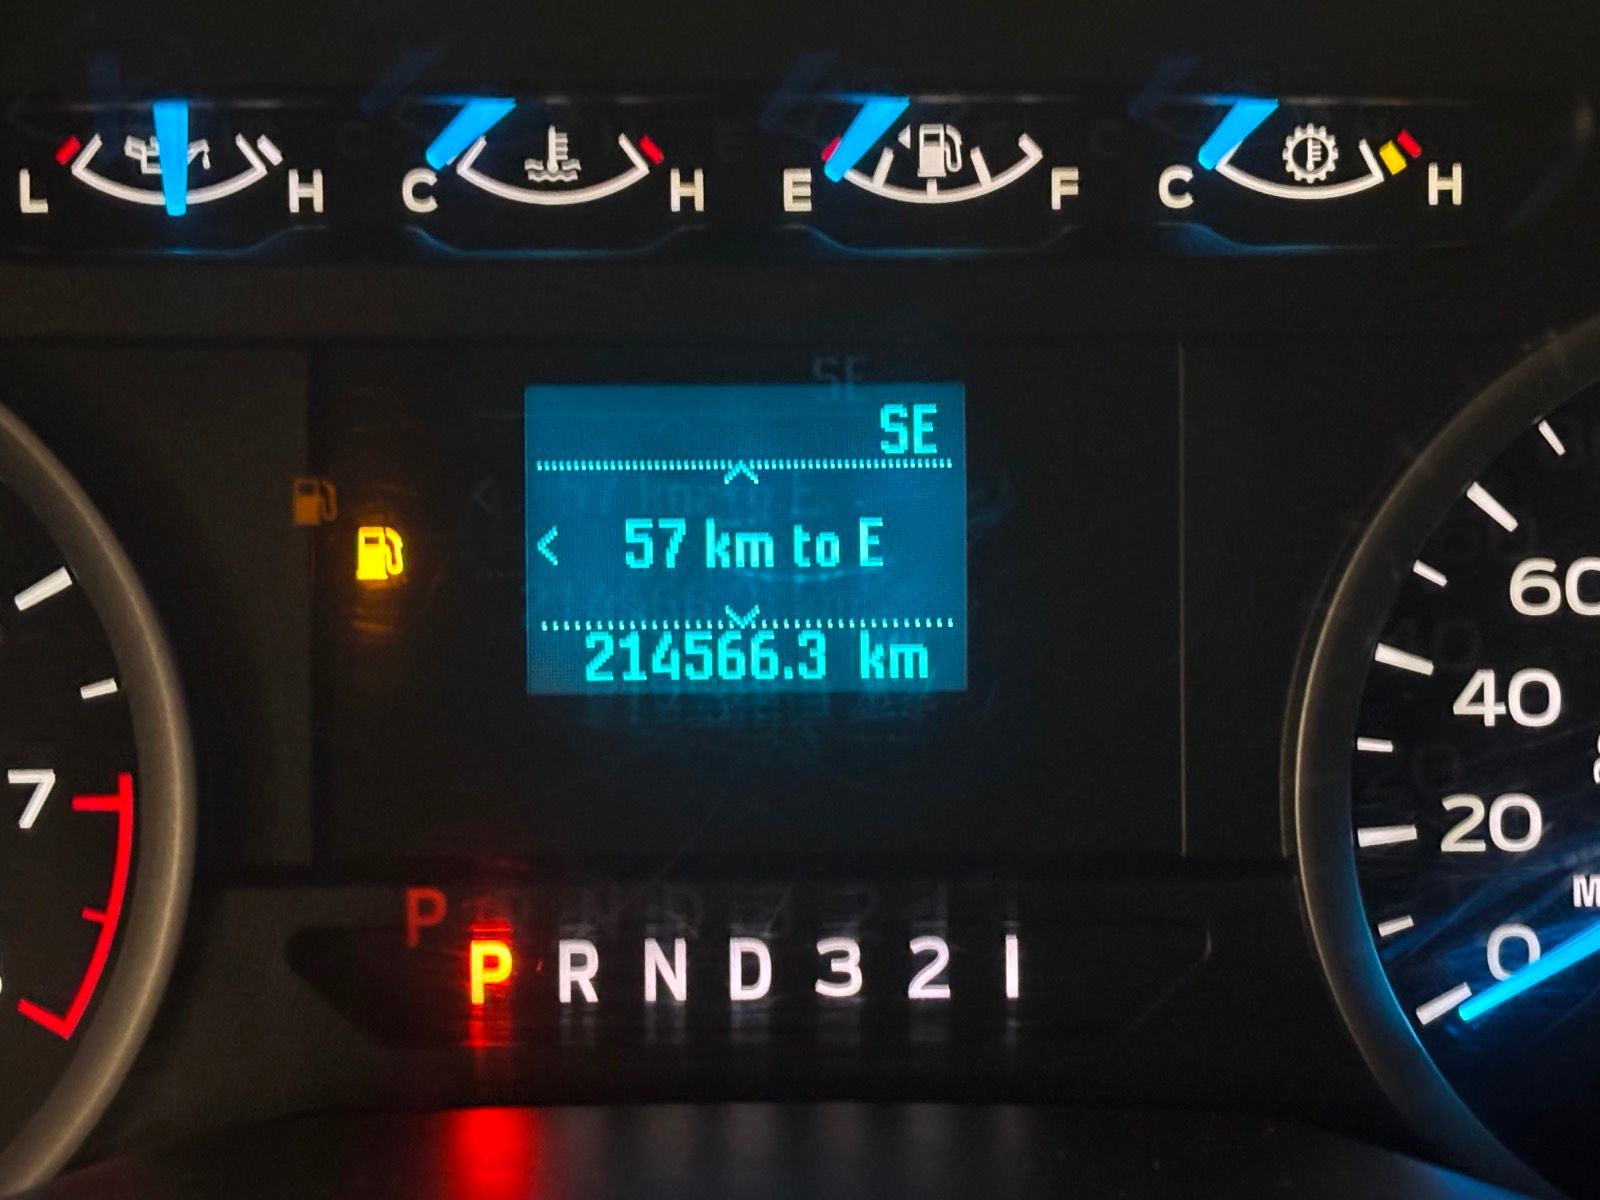 L H C H E F C H
SE
57 km to E
214566.3 km
60
40
7
20
0
P R N D 3 2 1